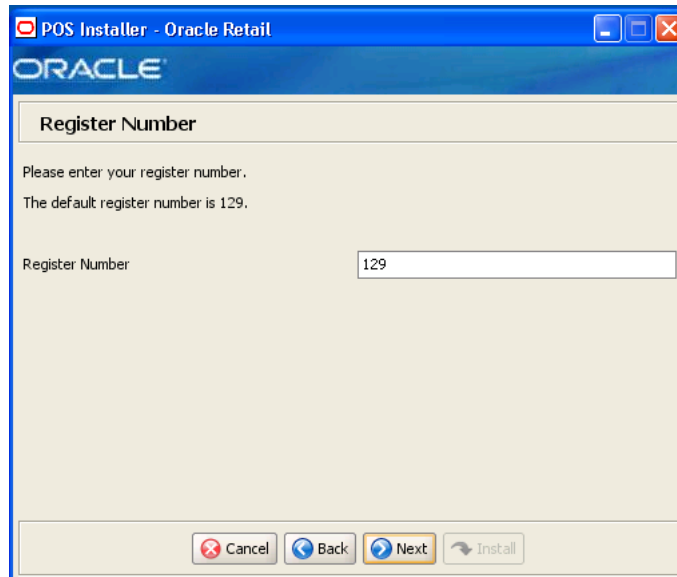 POS Installer - Oracle Retail
ORACLE
Register Number
Please enter your register number.
The default register number is 129.
Register Number 129
Cancel Back Next Install